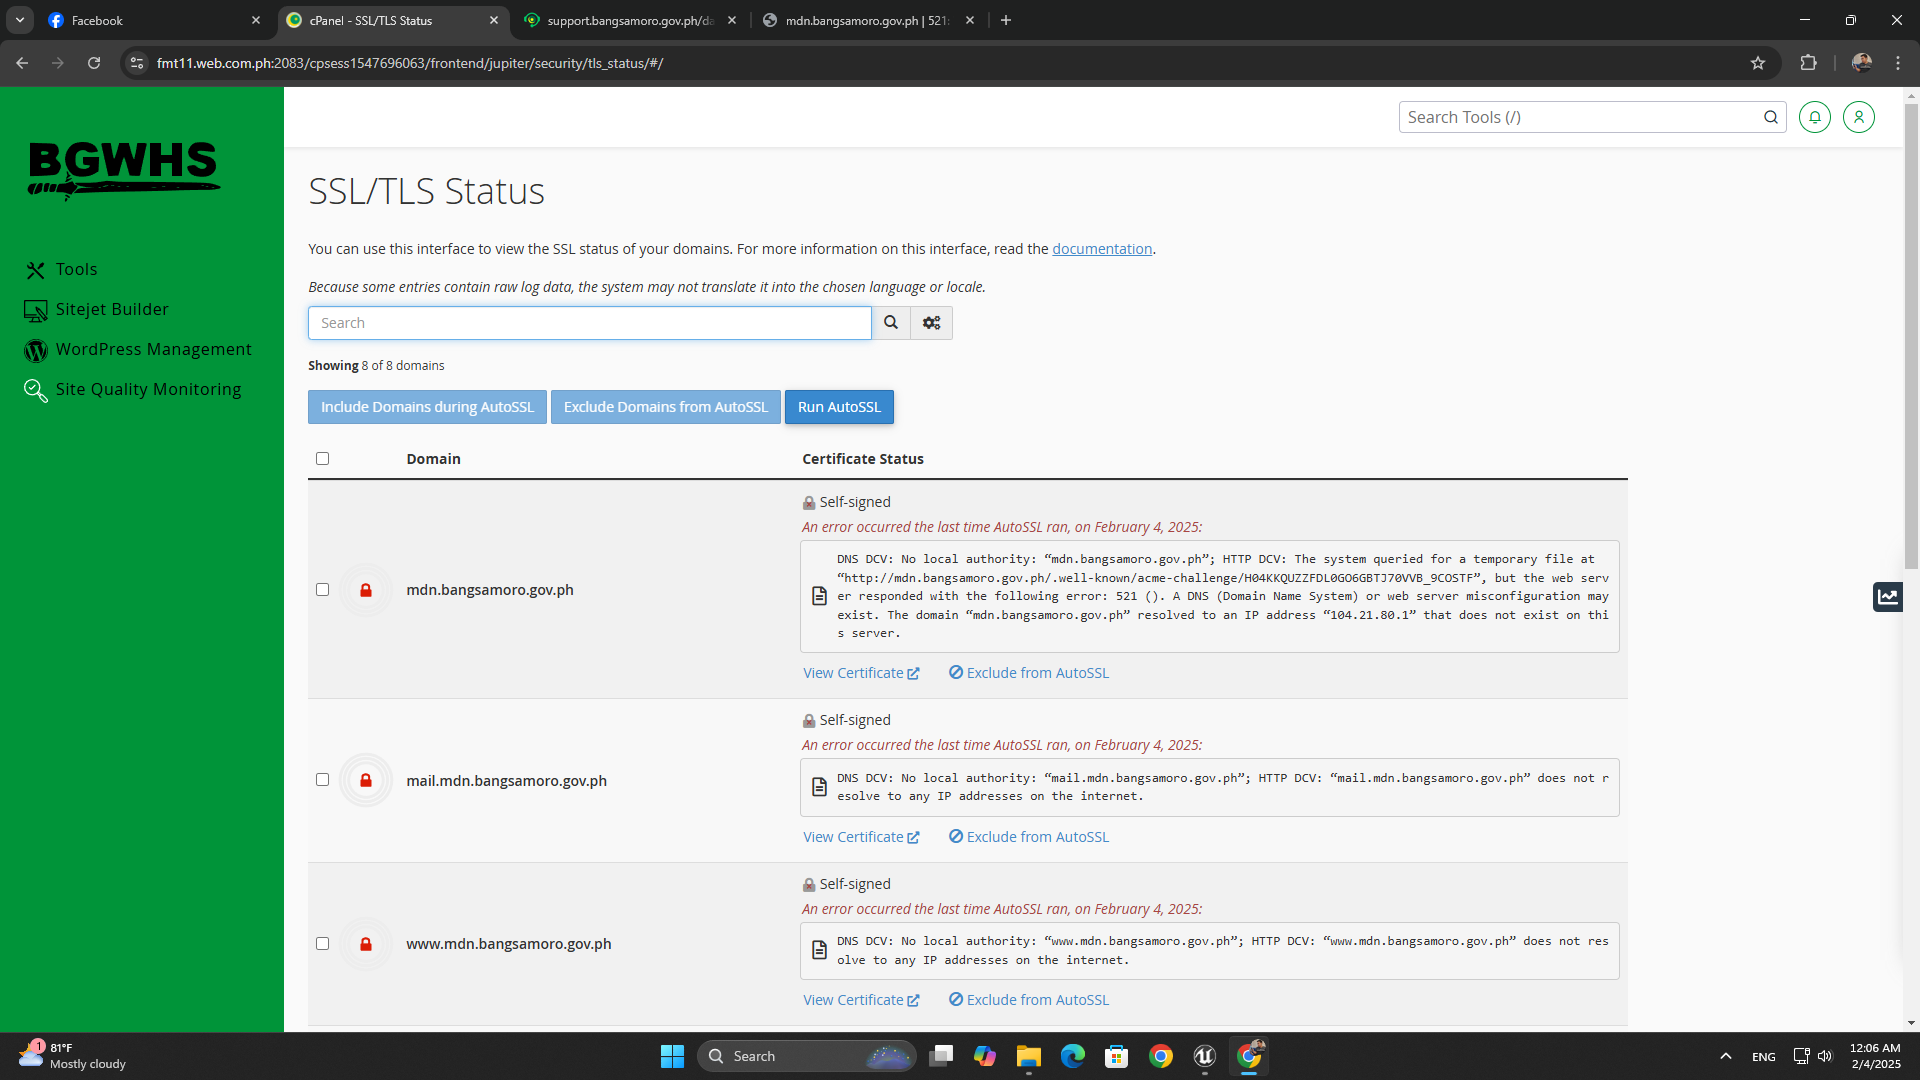 Facebook
cPanel - SSL/TLS Status
support.bangsamoro.gov.ph/da
mdn.bangsamoro.gov.ph | 521:
fmt11.web.com.ph:2083/cpsess1547696063/frontend/jupiter/security/tls_status/#/
BGWHS
Tools
Sitejet Builder
WordPress Management
Site Quality Monitoring
Search Tools (/)
SSL/TLS Status
You can use this interface to view the SSL status of your domains. For more information on this interface, read the documentation.
Because some entries contain raw log data, the system may not translate it into the chosen language or locale.
Search
Showing 8 of 8 domains
Include Domains during AutoSSL
Exclude Domains from AutoSSL
Run AutoSSL
Domain
Certificate Status
mdn.bangsamoro.gov.ph
Self-signed
An error occurred the last time AutoSSL ran, on February 4, 2025:
DNS DCV: No local authority: “mdn.bangsamoro.gov.ph”; HTTP DCV: The system queried for a temporary file at
“http://mdn.bangsamoro.gov.ph/.well-known/acme-challenge/H04KKQUZZFDL0GO6GBTJ70VVB_9COSTF”, but the web serv
er responded with the following error: 521 (). A DNS (Domain Name System) or web server misconfiguration may
exist. The domain “mdn.bangsamoro.gov.ph” resolved to an IP address “104.21.80.1” that does not exist on thi
s server.
View Certificate
Exclude from AutoSSL
mail.mdn.bangsamoro.gov.ph
Self-signed
An error occurred the last time AutoSSL ran, on February 4, 2025:
DNS DCV: No local authority: “mail.mdn.bangsamoro.gov.ph”; HTTP DCV: “mail.mdn.bangsamoro.gov.ph” does not r
esolve to any IP addresses on the internet.
View Certificate
Exclude from AutoSSL
www.mdn.bangsamoro.gov.ph
Self-signed
An error occurred the last time AutoSSL ran, on February 4, 2025:
DNS DCV: No local authority: “www.mdn.bangsamoro.gov.ph”; HTTP DCV: “www.mdn.bangsamoro.gov.ph” does not res
olve to any IP addresses on the internet.
View Certificate
Exclude from AutoSSL
1
81°F
Mostly cloudy
Search
ENG
12:06 AM
2/4/2025